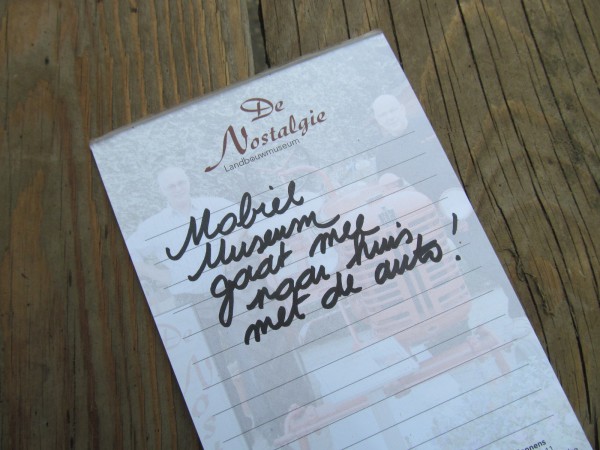 De
Nostalgie
Landbouwmuseum
Mobiel
Museum
gaat mee
naar huis
met de auto!